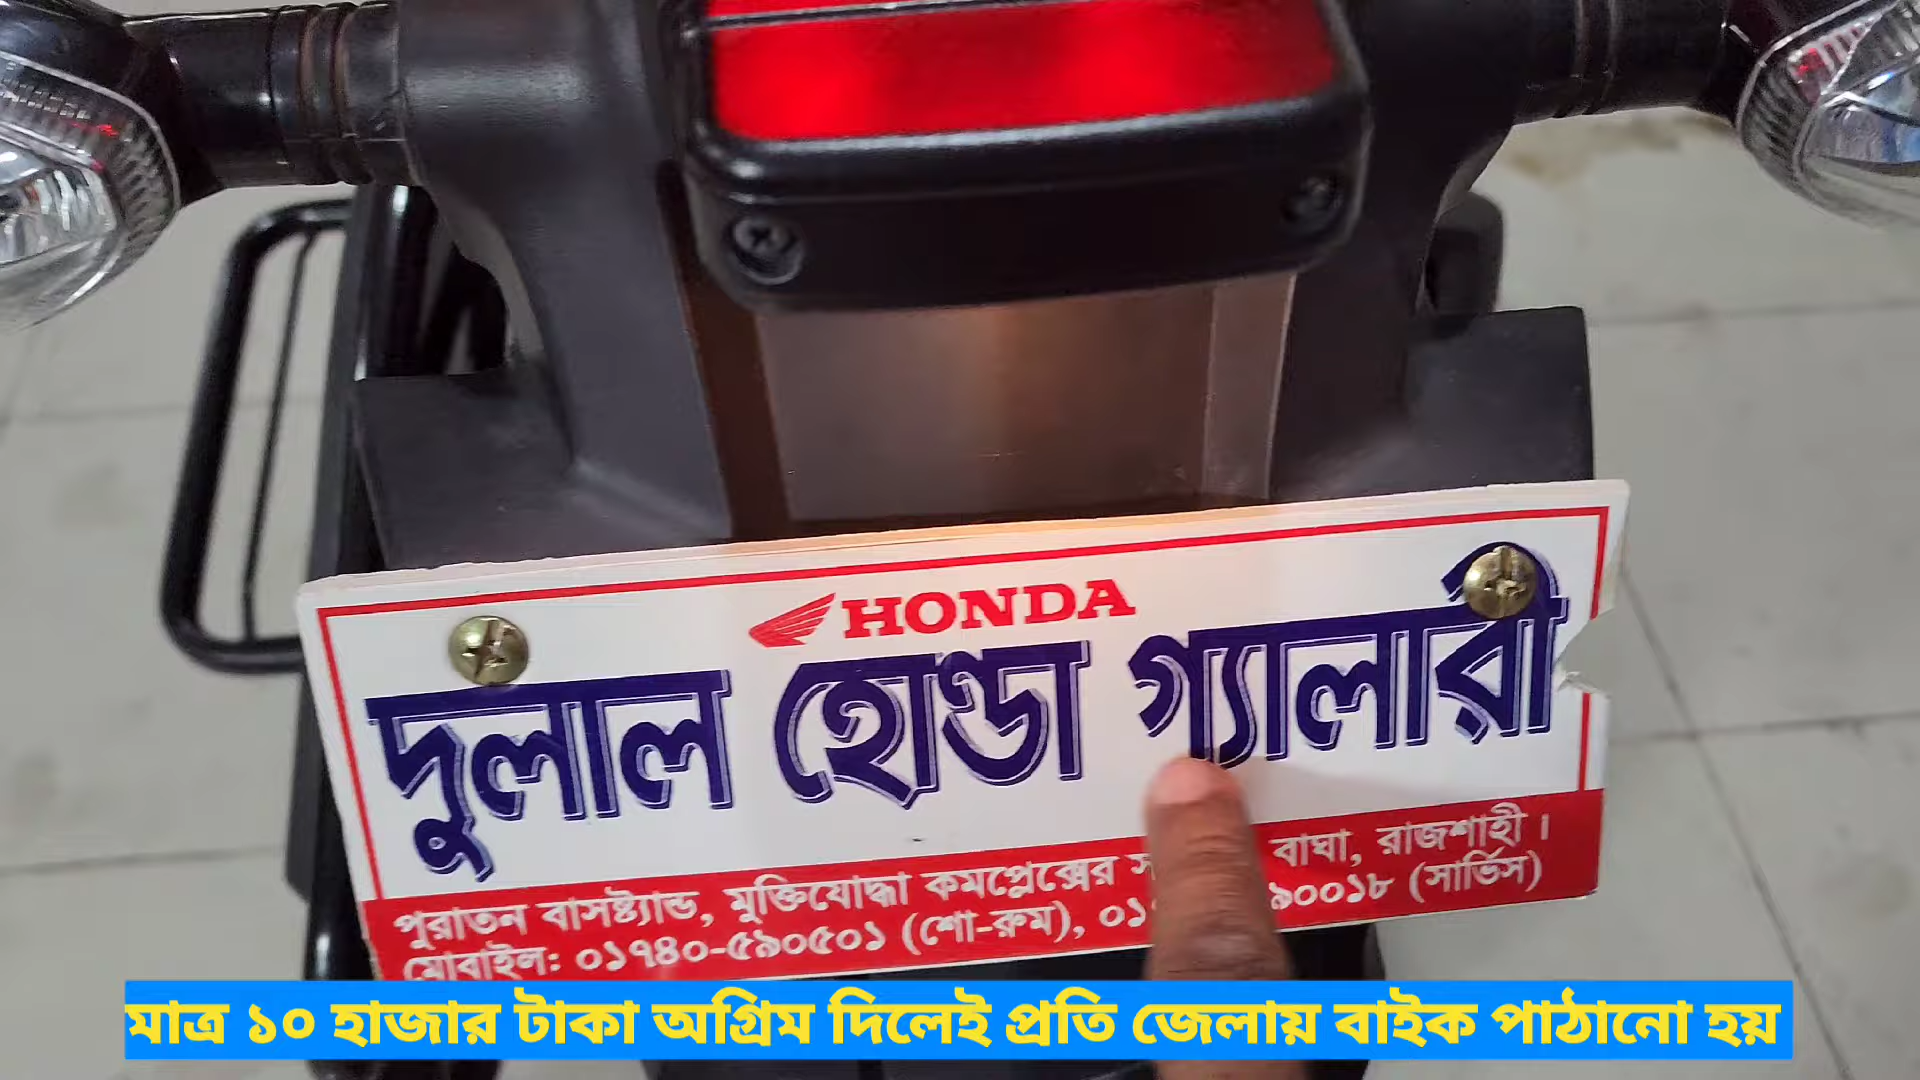 HONDA
দুলাল হোণ্ডা গ্যালারী
পুরাতন বাসষ্ট্যান্ড, মুক্তিযোদ্ধা কমপ্লেক্সের বাঘা, রাজশাহী।
মোবাইল: ০১৭৪০-৫৯০৫০১ (শো-রুম), (সার্ভিস)
মাত্র ১০ হাজার টাকা অগ্রিম দিলেই প্রতি জেলায় বাইক পাঠানো হয়